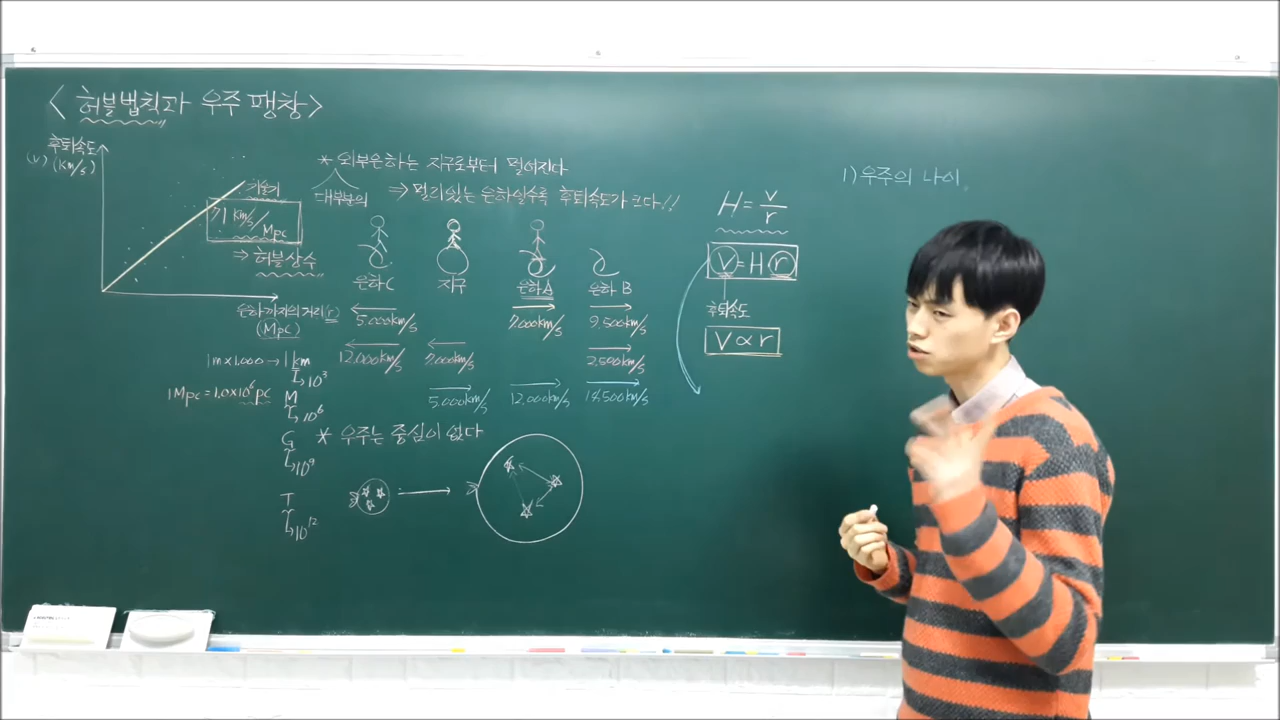 <허블법칙과 우주 팽창>
후퇴속도
(v) (km/s)
기울기
71 km/s/Mpc
⇒ 허블상수
은하까지의 거리(r)
(Mpc)
1m×1.000 → 1km
↳10³
1Mpc = 1.0×10⁶pc M
↳10⁶
G
↳10⁹
T
↳10¹²
* 외부은하는 지구로부터 멀어진다
대부분의
⇒ 멀리있는 은하일수록 후퇴속도가 크다!!
은하C 지구 은하A 은하 B
5.000km/s 7.000km/s 9.500km/s
12.000km/s 7.000km/s 2.500km/s
5.000km/s 12.000km/s 14.500km/s
* 우주는 중심이 없다
H = v/r
v = H r
후퇴속도
V ∝ r
1) 우주의 나이